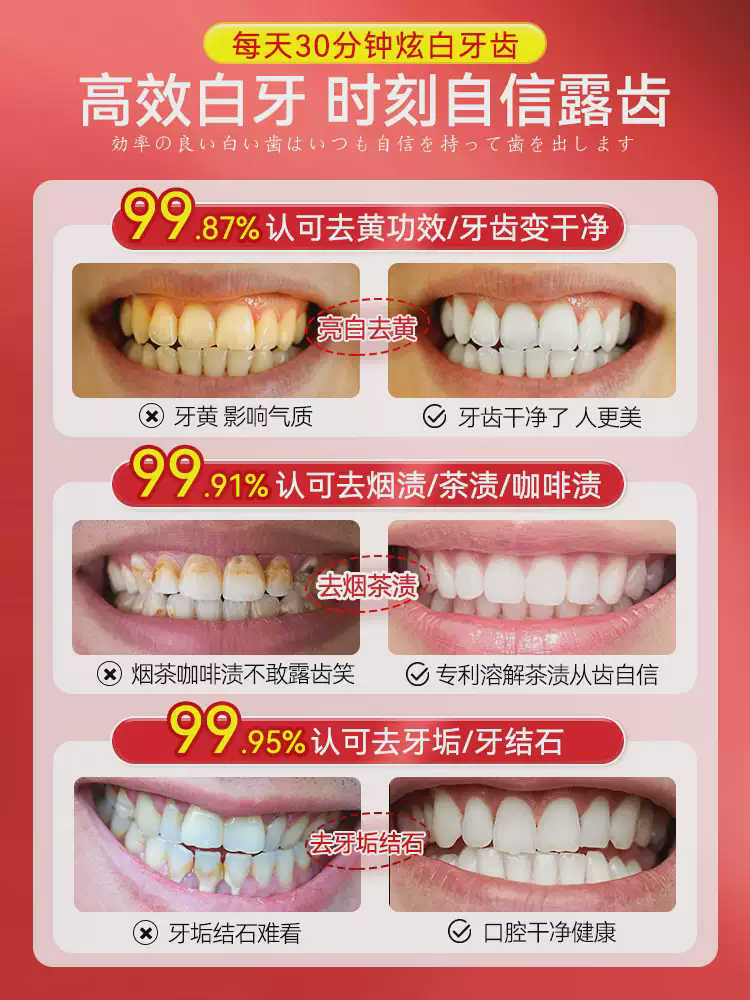 每天30分钟炫白牙齿
高效白牙 时刻自信露齿
効率の良い白い歯はいつも自信を持って歯を出します
99.87%认可去黄功效/牙齿变干净
亮白去黄
牙黄 影响气质
牙齿干净了 人更美
99.91%认可去烟渍/茶渍/咖啡渍
去烟茶渍
烟茶咖啡渍不敢露齿笑
专利溶解茶渍从齿自信
99.95%认可去牙垢/牙结石
去牙垢结石
牙垢结石难看
口腔干净健康